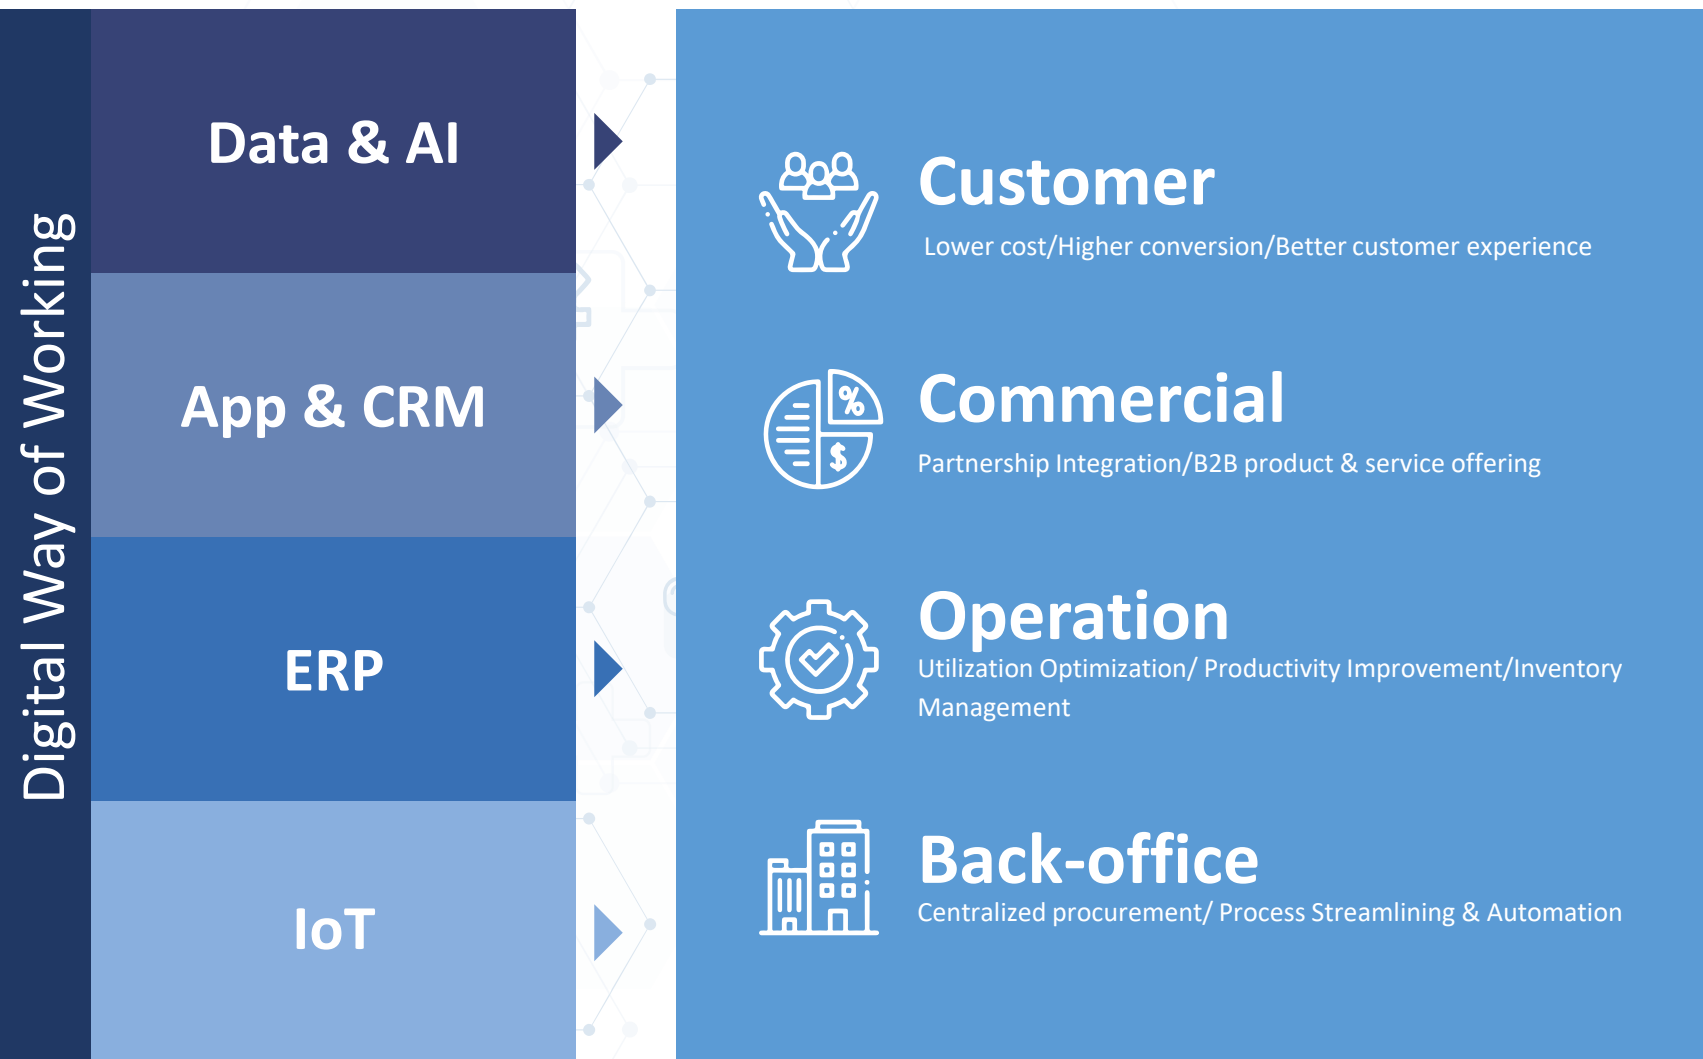 Digital Way of Working
Data & AI
App & CRM
ERP
IoT
Customer
Lower cost/Higher conversion/Better customer experience
%
$
Commercial
Partnership Integration/B2B product & service offering
Operation
Utilization Optimization/ Productivity Improvement/Inventory
Management
Back-office
Centralized procurement/ Process Streamlining & Automation